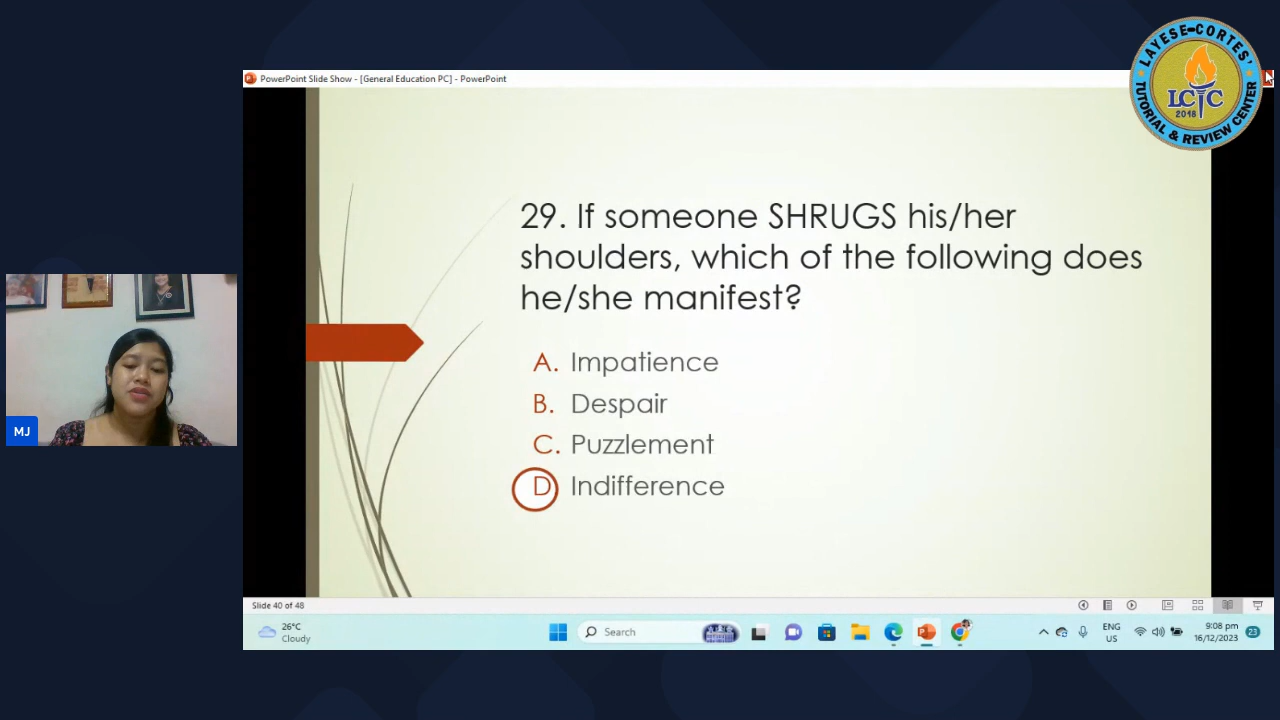 LAYESE-CORTES'
LCTC
2018
TUTORIAL & REVIEW CENTER
PowerPoint Slide Show - [General Education PC] - PowerPoint
29. If someone SHRUGS his/her
shoulders, which of the following does
he/she manifest?
A. Impatience
B. Despair
C. Puzzlement
D Indifference
MJ
Slide 40 of 48
26°C
Cloudy
Search
ENG
US
9:08 pm
16/12/2023
23